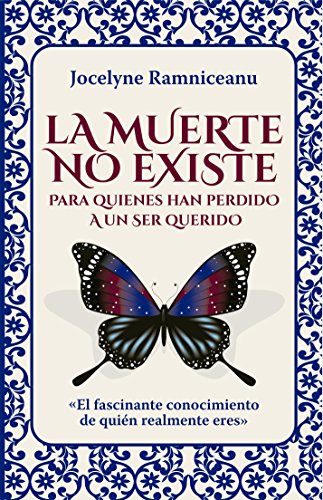 Jocelyne Ramniceanu
LA MUERTE
NO EXISTE
PARA QUIENES HAN PERDIDO
A UN SER QUERIDO
«El fascinante conocimiento
de quién realmente eres»